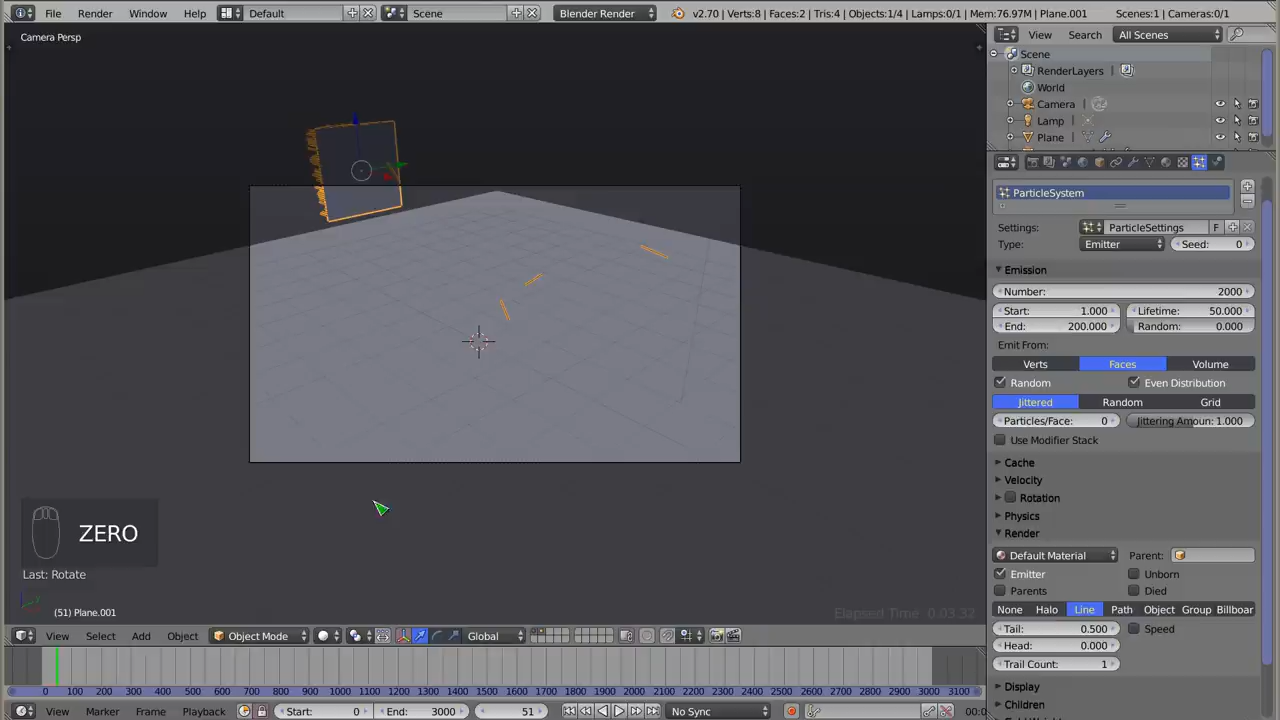 File Render Window Help Default Scene Blender Render v2.70 | Verts:8 | Faces:2 | Tris:4 | Objects:1/4 | Lamps:0/1 | Mem:76.97M | Plane.001 Scenes:1 | Cameras:0/1
Camera Persp
View Search All Scenes
Scene
RenderLayers
World
Camera
Lamp
Plane
ParticleSystem
Settings: ParticleSettings F
Type: Emitter Seed: 0
Emission
Number: 2000
Start: 1.000 Lifetime: 50.000
End: 200.000 Random: 0.000
Emit From:
Verts Faces Volume
Random Even Distribution
Jittered Random Grid
Particles/Face: 0 Jittering Amoun: 1.000
Use Modifier Stack
Cache
Velocity
Rotation
Physics
Render
Default Material Parent:
Emitter Unborn
Parents Died
None Halo Line Path Object Group Billboar
Tail: 0.500 Speed
Head: 0.000
Trail Count: 1
Display
Children
ZERO
Last: Rotate
(51) Plane.001
Elapsed Time : 0:03:32
View Select Add Object Object Mode Global
0 100 200 300 400 500 600 700 800 900 1000 1100 1200 1300 1400 1500 1600 1700 1800 1900 2000 2100 2200 2300 2400 2500 2600 2700 2800 2900 3000 3100
View Marker Frame Playback Start: 0 End: 3000 51 No Sync